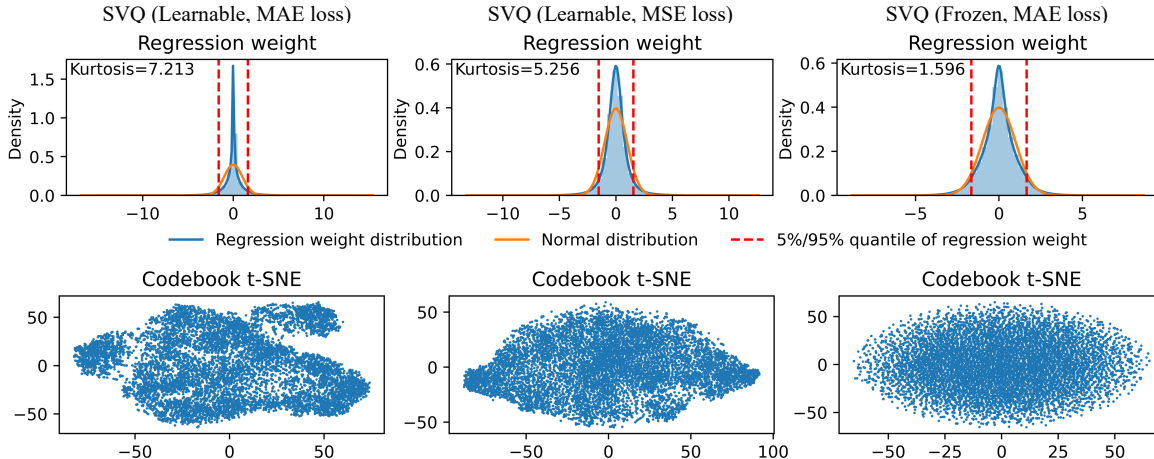 SVQ (Learnable, MAE loss)
SVQ (Learnable, MSE loss)
SVQ (Frozen, MAE loss)
Regression weight
Regression weight
Regression weight
Kurtosis=7.213
Kurtosis=5.256
Kurtosis=1.596
Density
1.5
1.0
0.5
0.0
-10
0
10
Density
0.6
0.4
0.2
0.0
−10
−5
0
5
10
Density
0.6
0.4
0.2
0.0
−5
0
5
Regression weight distribution
Normal distribution
5%/95% quantile of regression weight
Codebook t-SNE
Codebook t-SNE
Codebook t-SNE
50
0
−50
−50
0
50
50
0
−50
−50
0
50
100
50
0
−50
−50
−25
0
25
50